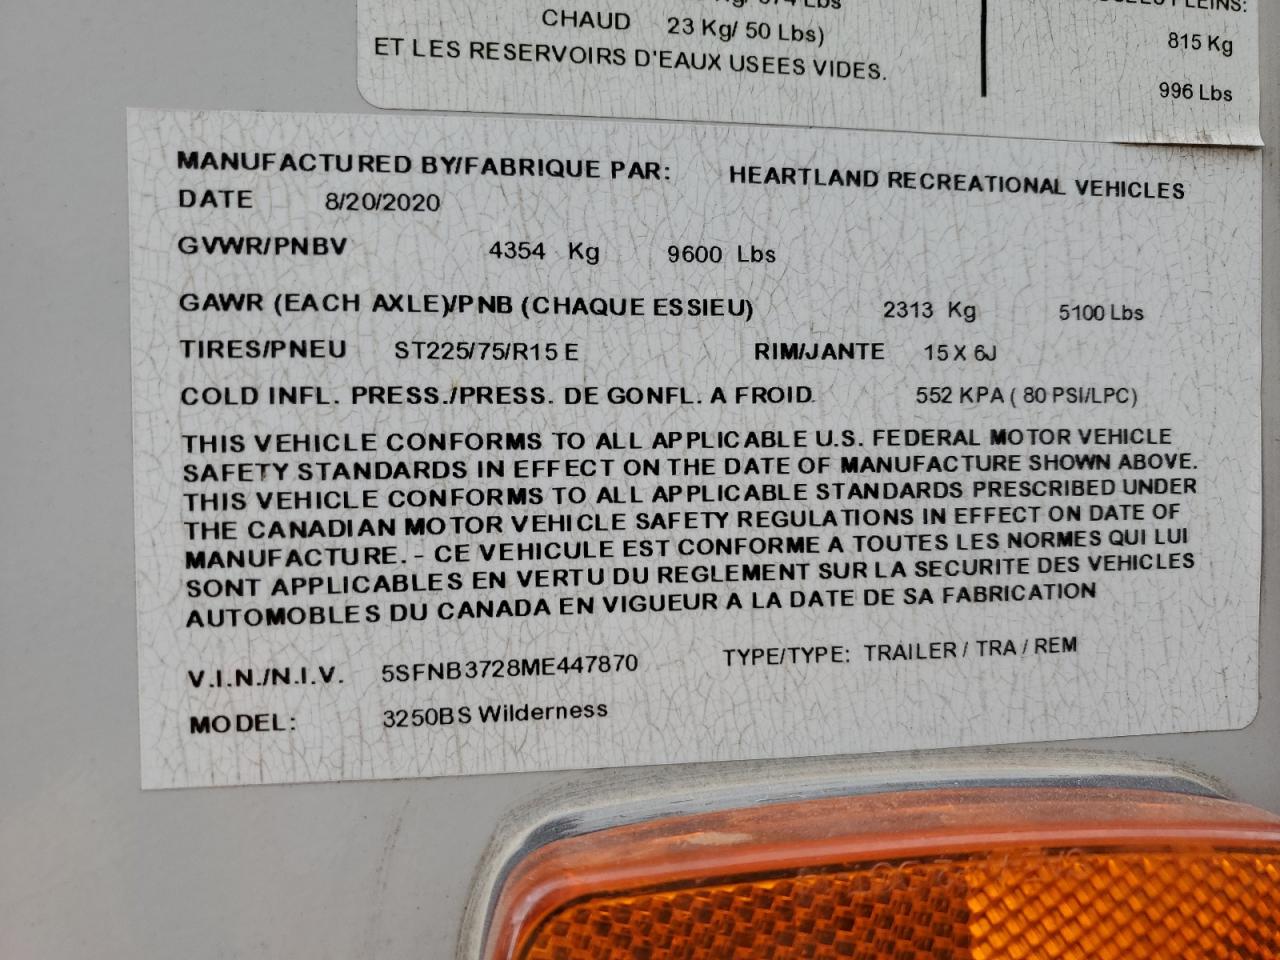 Lbs
CHAUD 23 Kg/ 50 Lbs)
ET LES RESERVOIRS D'EAUX USEES VIDES.
PLEINS:
815 Kg
996 Lbs
MANUFACTURED BY/FABRIQUE PAR: HEARTLAND RECREATIONAL VEHICLES
DATE 8/20/2020
GVWR/PNBV 4354 Kg 9600 Lbs
GAWR (EACH AXLE)/PNB (CHAQUE ESSIEU) 2313 Kg 5100 Lbs
TIRES/PNEU ST225/75/R15 E RIM/JANTE 15 X 6J
COLD INFL. PRESS./PRESS. DE GONFL. A FROID. 552 KPA ( 80 PSI/LPC)
THIS VEHICLE CONFORMS TO ALL APPLICABLE U.S. FEDERAL MOTOR VEHICLE
SAFETY STANDARDS IN EFFECT ON THE DATE OF MANUFACTURE SHOWN ABOVE.
THIS VEHICLE CONFORMS TO ALL APPLICABLE STANDARDS PRESCRIBED UNDER
THE CANADIAN MOTOR VEHICLE SAFETY REGULATIONS IN EFFECT ON DATE OF
MANUFACTURE. - CE VEHICULE EST CONFORME A TOUTES LES NORMES QUI LUI
SONT APPLICABLES EN VERTU DU REGLEMENT SUR LA SECURITE DES VEHICLES
AUTOMOBLES DU CANADA EN VIGUEUR A LA DATE DE SA FABRICATION
V.I.N./N.I.V. 5SFNB3728ME447870 TYPE/TYPE: TRAILER / TRA / REM
MODEL: 3250BS Wilderness